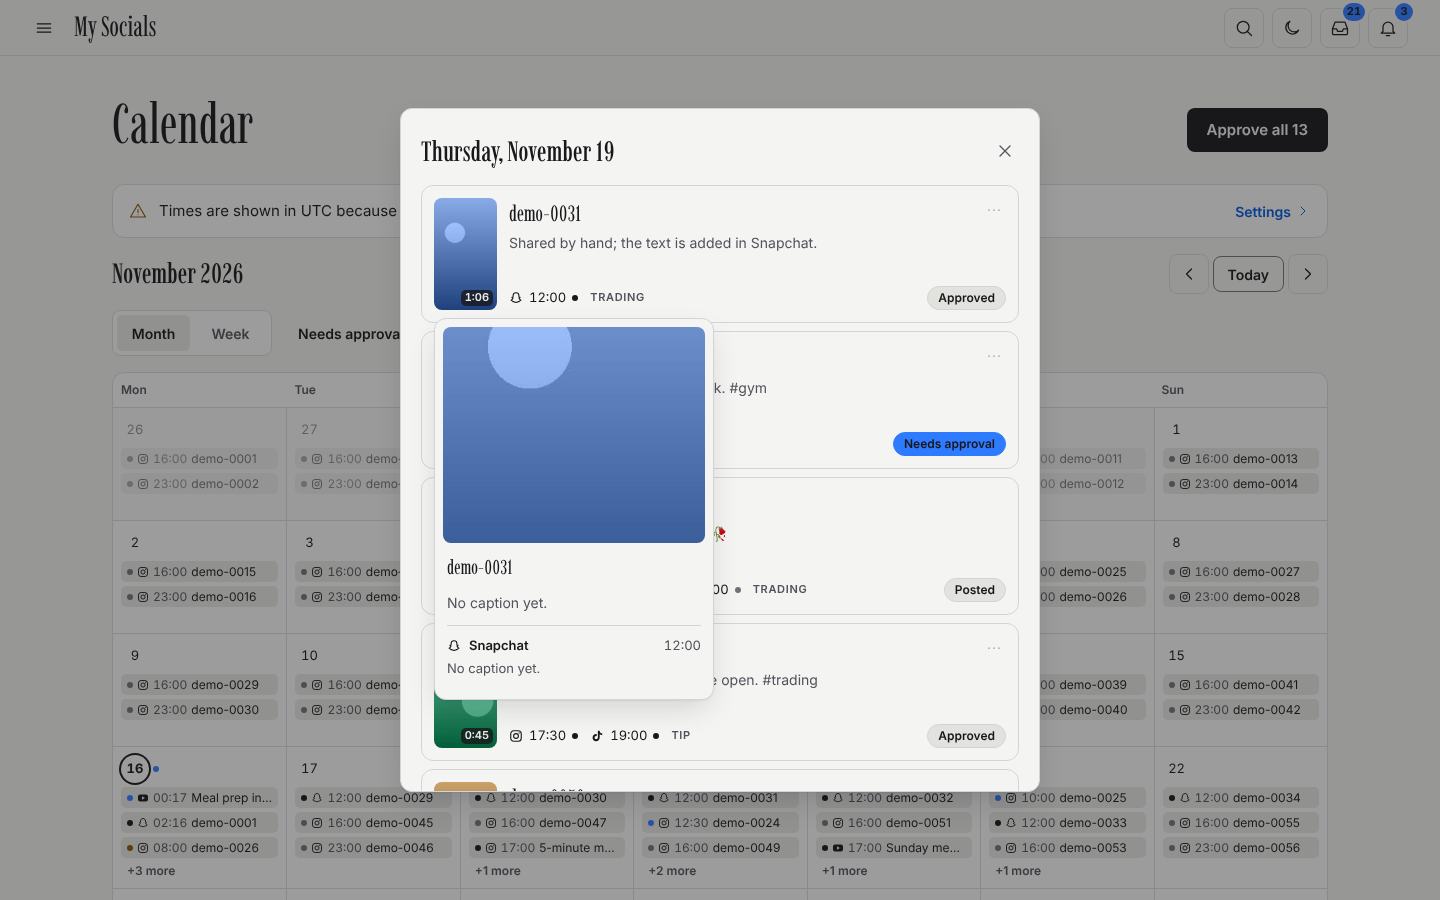 My Socials
21
3
Calendar
Approve all 13
Times are shown in UTC because
Settings
November 2026
Today
Month
Week
Needs approva
Mon
Tue
Sun
26
27
1
16:00 demo-0001
16:00 demo-
00 demo-0011
16:00 demo-0013
23:00 demo-0002
23:00 demo-
00 demo-0012
23:00 demo-0014
2
3
8
16:00 demo-0015
16:00 demo-
00 demo-0025
16:00 demo-0027
23:00 demo-0016
23:00 demo-
00 demo-0026
23:00 demo-0028
9
10
15
16:00 demo-0029
16:00 demo-
00 demo-0039
16:00 demo-0041
23:00 demo-0030
23:00 demo-
00 demo-0040
23:00 demo-0042
16
17
22
00:17 Meal prep in...
12:00 demo-0029
12:00 demo-0030
12:00 demo-0031
12:00 demo-0032
10:00 demo-0025
12:00 demo-0034
02:16 demo-0001
16:00 demo-0045
16:00 demo-0047
12:30 demo-0024
16:00 demo-0051
12:00 demo-0033
16:00 demo-0055
08:00 demo-0026
23:00 demo-0046
17:00 5-minute m...
16:00 demo-0049
17:00 Sunday me...
16:00 demo-0053
23:00 demo-0056
+3 more
+1 more
+2 more
+1 more
+1 more
Thursday, November 19
demo-0031
Shared by hand; the text is added in Snapchat.
1:06
12:00
TRADING
Approved
k. #gym
Needs approval
00
TRADING
Posted
e open. #trading
0:45
17:30
19:00
TIP
Approved
demo-0031
No caption yet.
Snapchat
12:00
No caption yet.